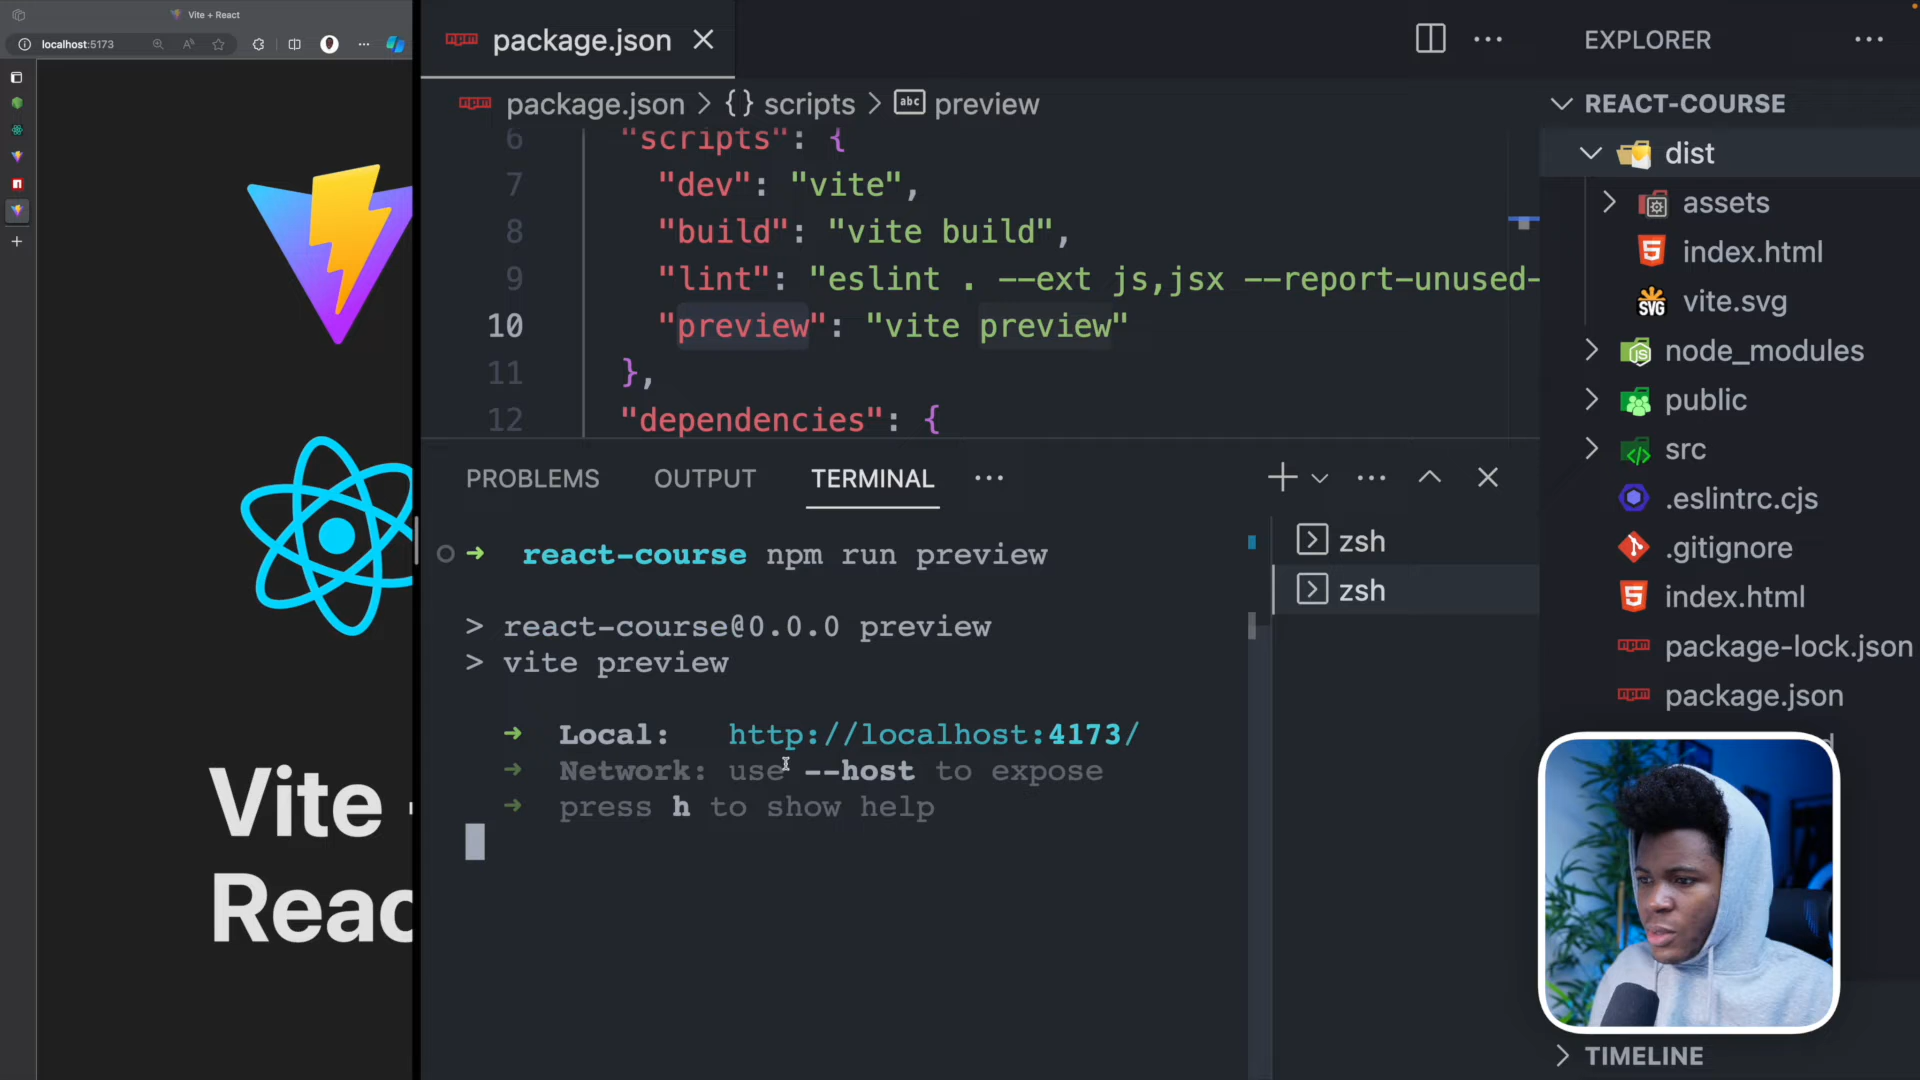 Vite + React
localhost:5173
Vite
Reac
package.json
package.json > {} scripts > abc preview
6 "scripts": {
7 "dev": "vite",
8 "build": "vite build",
9 "lint": "eslint . --ext js,jsx --report-unused-
10 "preview": "vite preview"
11 },
12 "dependencies": {
PROBLEMS OUTPUT TERMINAL
react-course npm run preview
> react-course@0.0.0 preview
> vite preview
➜ Local: http://localhost:4173/
➜ Network: use --host to expose
➜ press h to show help
zsh
zsh
EXPLORER
REACT-COURSE
dist
assets
index.html
vite.svg
node_modules
public
src
.eslintrc.cjs
.gitignore
index.html
package-lock.json
package.json
TIMELINE